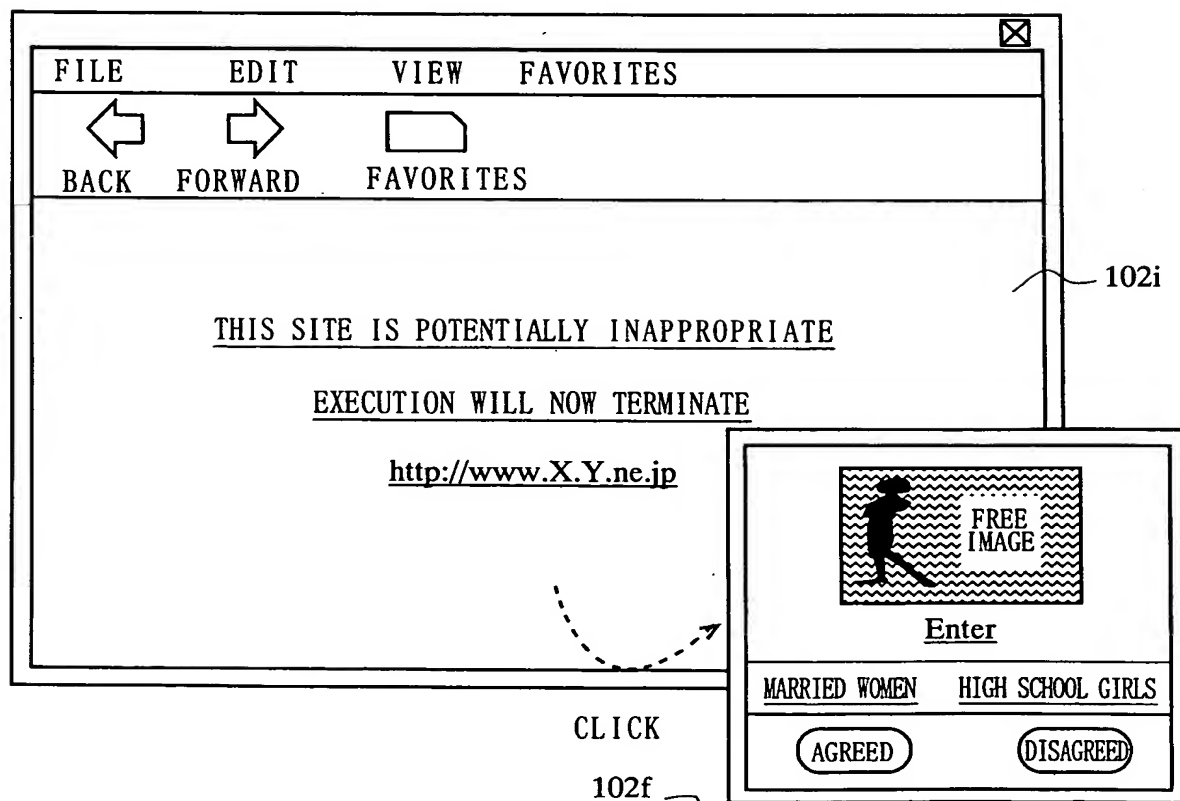 FILE EDIT VIEW FAVORITES
BACK FORWARD FAVORITES
102i
THIS SITE IS POTENTIALLY INAPPROPRIATE
EXECUTION WILL NOW TERMINATE
http://www.X.Y.ne.jp
FREE
IMAGE
Enter
MARRIED WOMEN HIGH SCHOOL GIRLS
AGREED DISAGREED
CLICK
102f